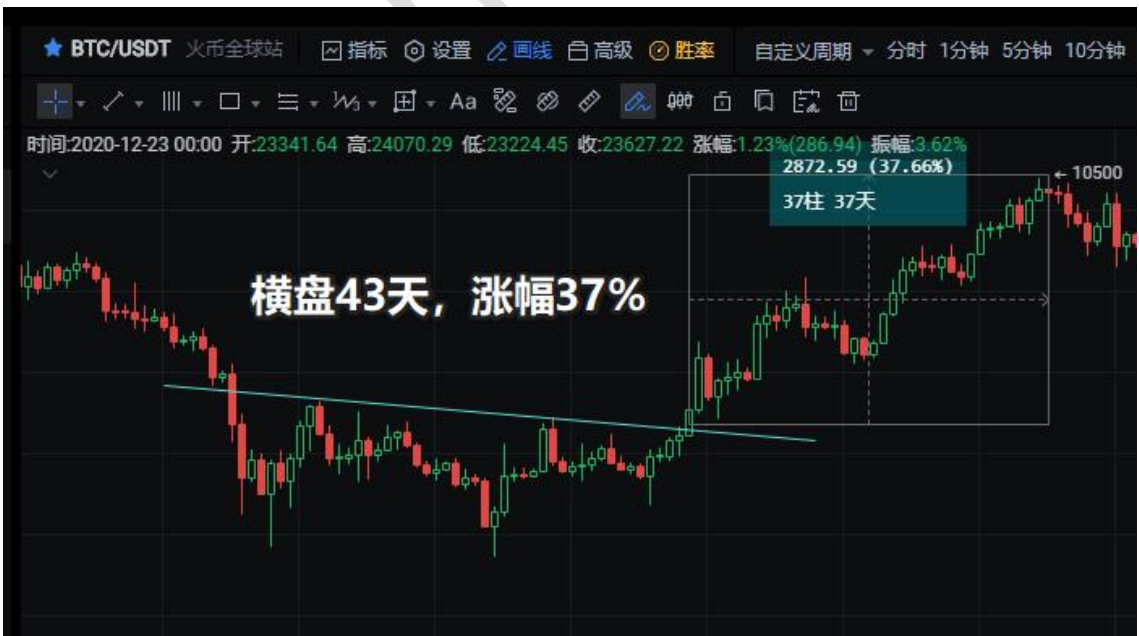 BTC/USDT 火币全球站 指标 设置 画线 高级 胜率 自定义周期 分时 1分钟 5分钟 10分钟
Aa
时间:2020-12-23 00:00 开:23341.64 高:24070.29 低:23224.45 收:23627.22 涨幅:1.23%(286.94) 振幅:3.62%
2872.59 (37.66%)
10500
37柱 37天
横盘43天，涨幅37%